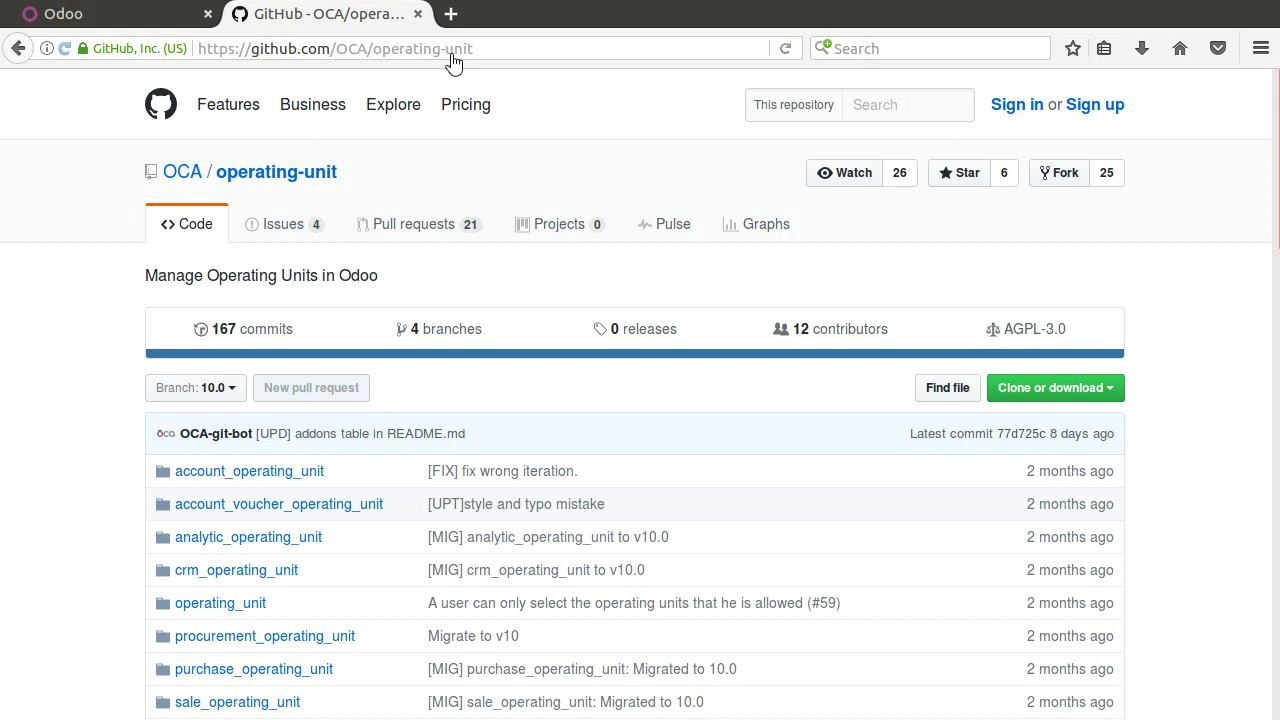 Odoo × GitHub - OCA/opera... × +
GitHub, Inc. (US) https://github.com/OCA/operating-unit Search
Features Business Explore Pricing This repository Search Sign in or Sign up
OCA / operating-unit Watch 26 Star 6 Fork 25
Code Issues 4 Pull requests 21 Projects 0 Pulse Graphs
Manage Operating Units in Odoo
167 commits 4 branches 0 releases 12 contributors AGPL-3.0
Branch: 10.0 New pull request Find file Clone or download
OCA OCA-git-bot [UPD] addons table in README.md Latest commit 77d725c 8 days ago
account_operating_unit [FIX] fix wrong iteration. 2 months ago
account_voucher_operating_unit [UPT]style and typo mistake 2 months ago
analytic_operating_unit [MIG] analytic_operating_unit to v10.0 2 months ago
crm_operating_unit [MIG] crm_operating_unit to v10.0 2 months ago
operating_unit A user can only select the operating units that he is allowed (#59) 2 months ago
procurement_operating_unit Migrate to v10 2 months ago
purchase_operating_unit [MIG] purchase_operating_unit: Migrated to 10.0 2 months ago
sale_operating_unit [MIG] sale_operating_unit: Migrated to 10.0 2 months ago